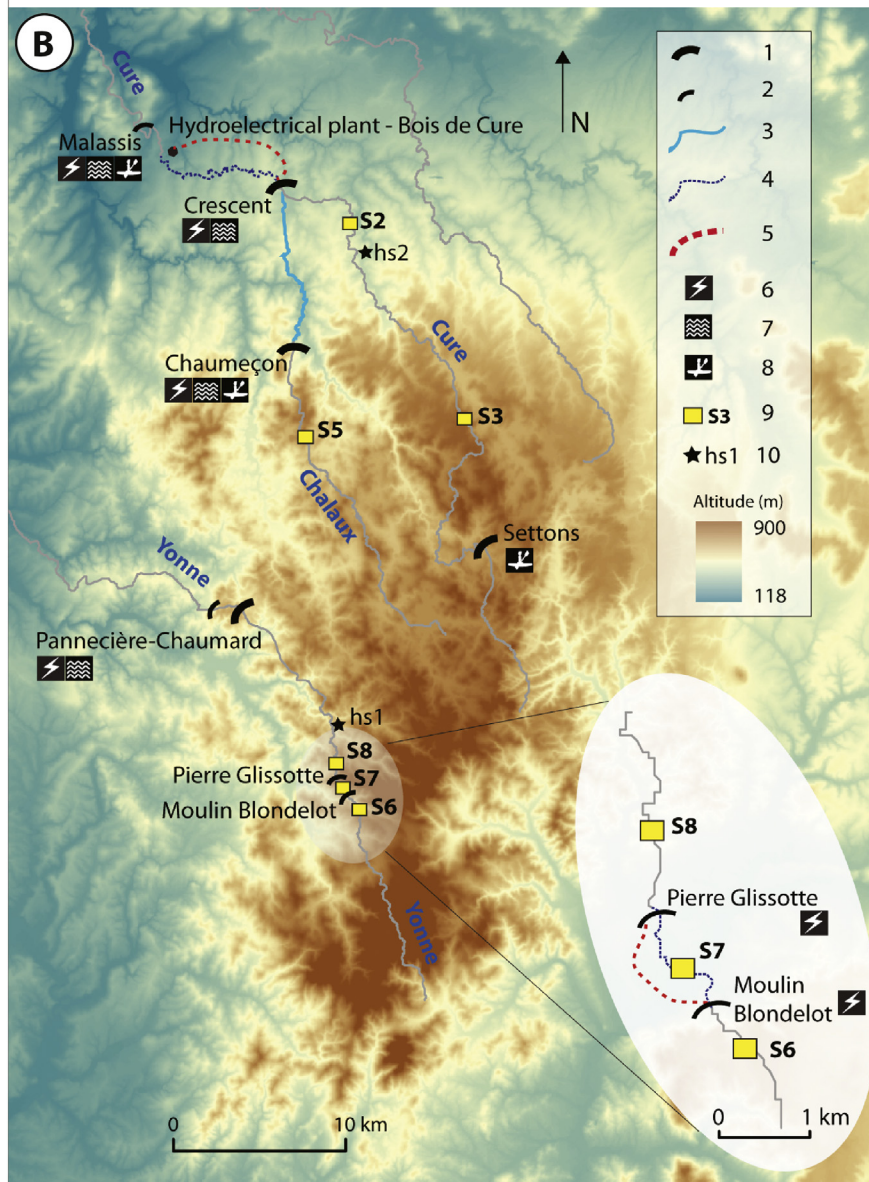 B
Cure
N
Malassis
Hydroelectrical plant - Bois de Cure
Crescent
S2
hs2
Cure
Chaumeçon
S5
S3
Chalaux
Settons
Yonne
Pannecière-Chaumard
hs1
S8
Pierre Glissotte
S7
Moulin Blondelot
S6
Yonne
0
10 km
1
2
3
4
5
6
7
8
S3
9
hs1
10
Altitude (m)
900
118
S8
Pierre Glissotte
S7
Moulin
Blondelot
S6
0
1 km